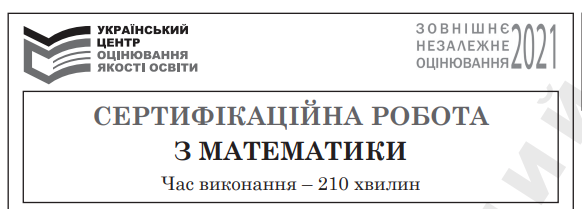 УКРАЇНСЬКИЙ
ЦЕНТР
ОЦІНЮВАННЯ
ЯКОСТІ ОСВІТИ
ЗОВНІШНЄ
НЕЗАЛЕЖНЕ
ОЦІНЮВАННЯ 2021
СЕРТИФІКАЦІЙНА РОБОТА
З МАТЕМАТИКИ
Час виконання – 210 хвилин